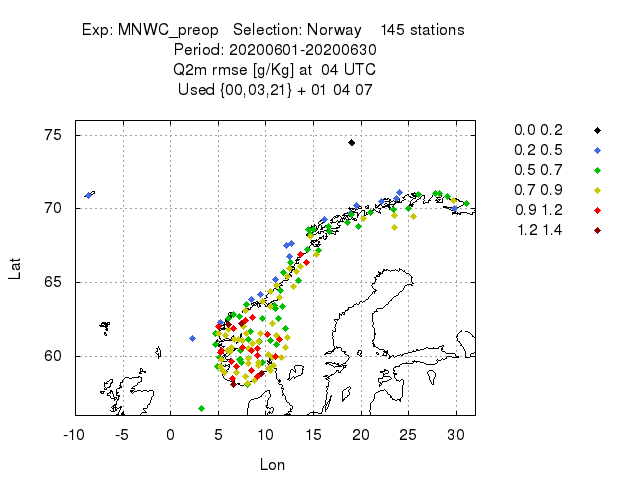 Exp: MNWC_preop   Selection: Norway    145 stations
Period: 20200601-20200630
Q2m rmse [g/Kg] at  04 UTC
Used {00,03,21} + 01 04 07
75
70
65
60
Lat
-10 -5 0 5 10 15 20 25 30
Lon
0.0 0.2
0.2 0.5
0.5 0.7
0.7 0.9
0.9 1.2
1.2 1.4